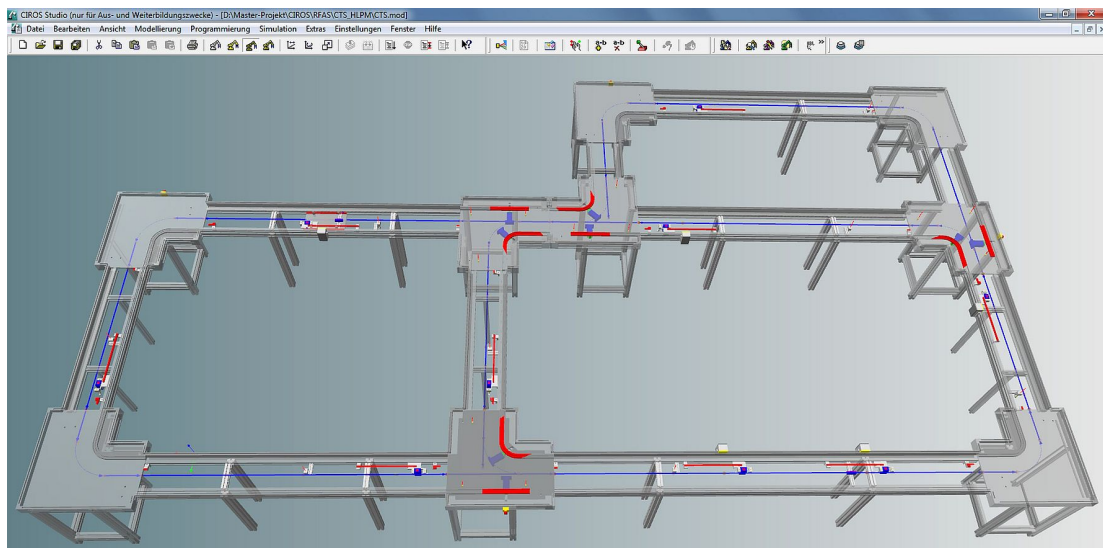 CIROS Studio (nur für Aus- und Weiterbildungszwecke) - [D:\Master-Projekt\CIROS\RFAS\CTS_HLPM\CTS.mod]
Datei Bearbeiten Ansicht Modellierung Programmierung Simulation Extras Einstellungen Fenster Hilfe
a-b a-b